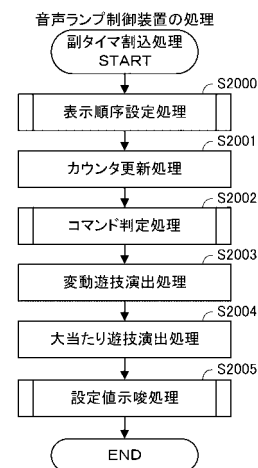 音声ランプ制御装置の処理
副タイマ割込処理
START
S2000
表示順序設定処理
S2001
カウンタ更新処理
S2002
コマンド判定処理
S2003
変動遊技演出処理
S2004
大当たり遊技演出処理
S2005
設定値示唆処理
END